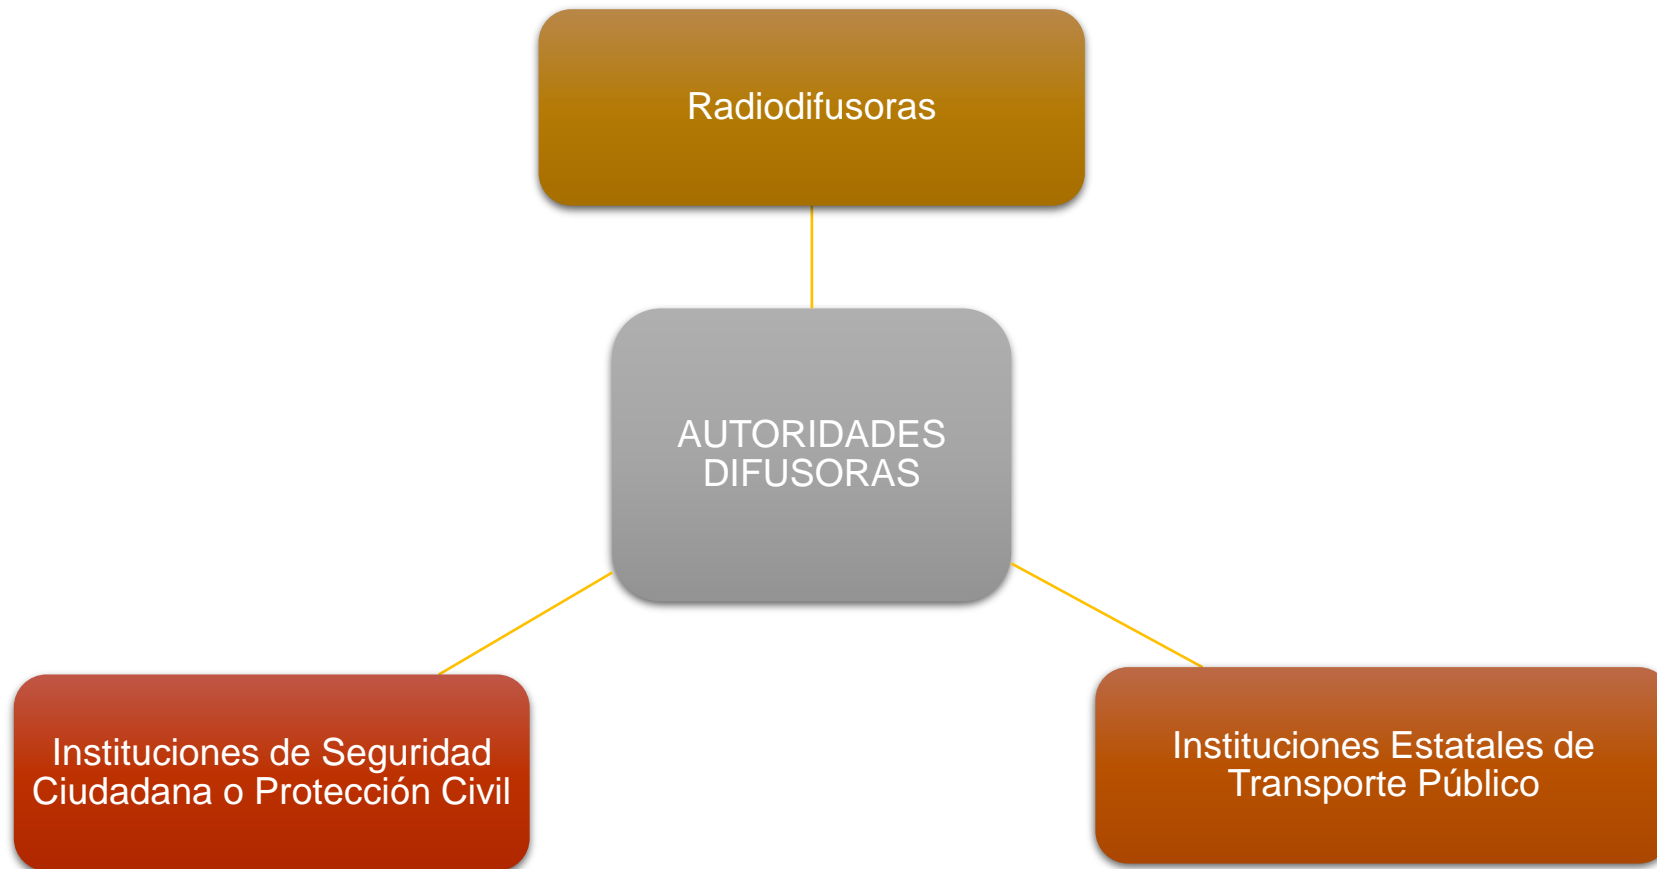 Radiodifusoras
AUTORIDADES
DIFUSORAS
Instituciones de Seguridad
Ciudadana o Protección Civil
Instituciones Estatales de
Transporte Público